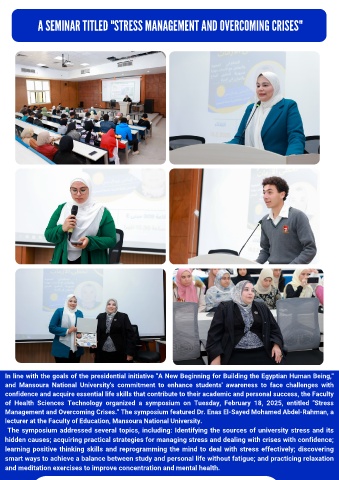 A SEMINAR TITLED "STRESS MANAGEMENT AND OVERCOMING CRISES"
In line with the goals of the presidential initiative "A New Beginning for Building the Egyptian Human Being,"
and Mansoura National University's commitment to enhance students' awareness to face challenges with
confidence and acquire essential life skills that contribute to their academic and personal success, the Faculty
of Health Sciences Technology organized a symposium on Tuesday, February 18, 2025, entitled "Stress
Management and Overcoming Crises." The symposium featured Dr. Enas El-Sayed Mohamed Abdel-Rahman, a
lecturer at the Faculty of Education, Mansoura National University.
The symposium addressed several topics, including: Identifying the sources of university stress and its
hidden causes; acquiring practical strategies for managing stress and dealing with crises with confidence;
learning positive thinking skills and reprogramming the mind to deal with stress effectively; discovering
smart ways to achieve a balance between study and personal life without fatigue; and practicing relaxation
and meditation exercises to improve concentration and mental health.